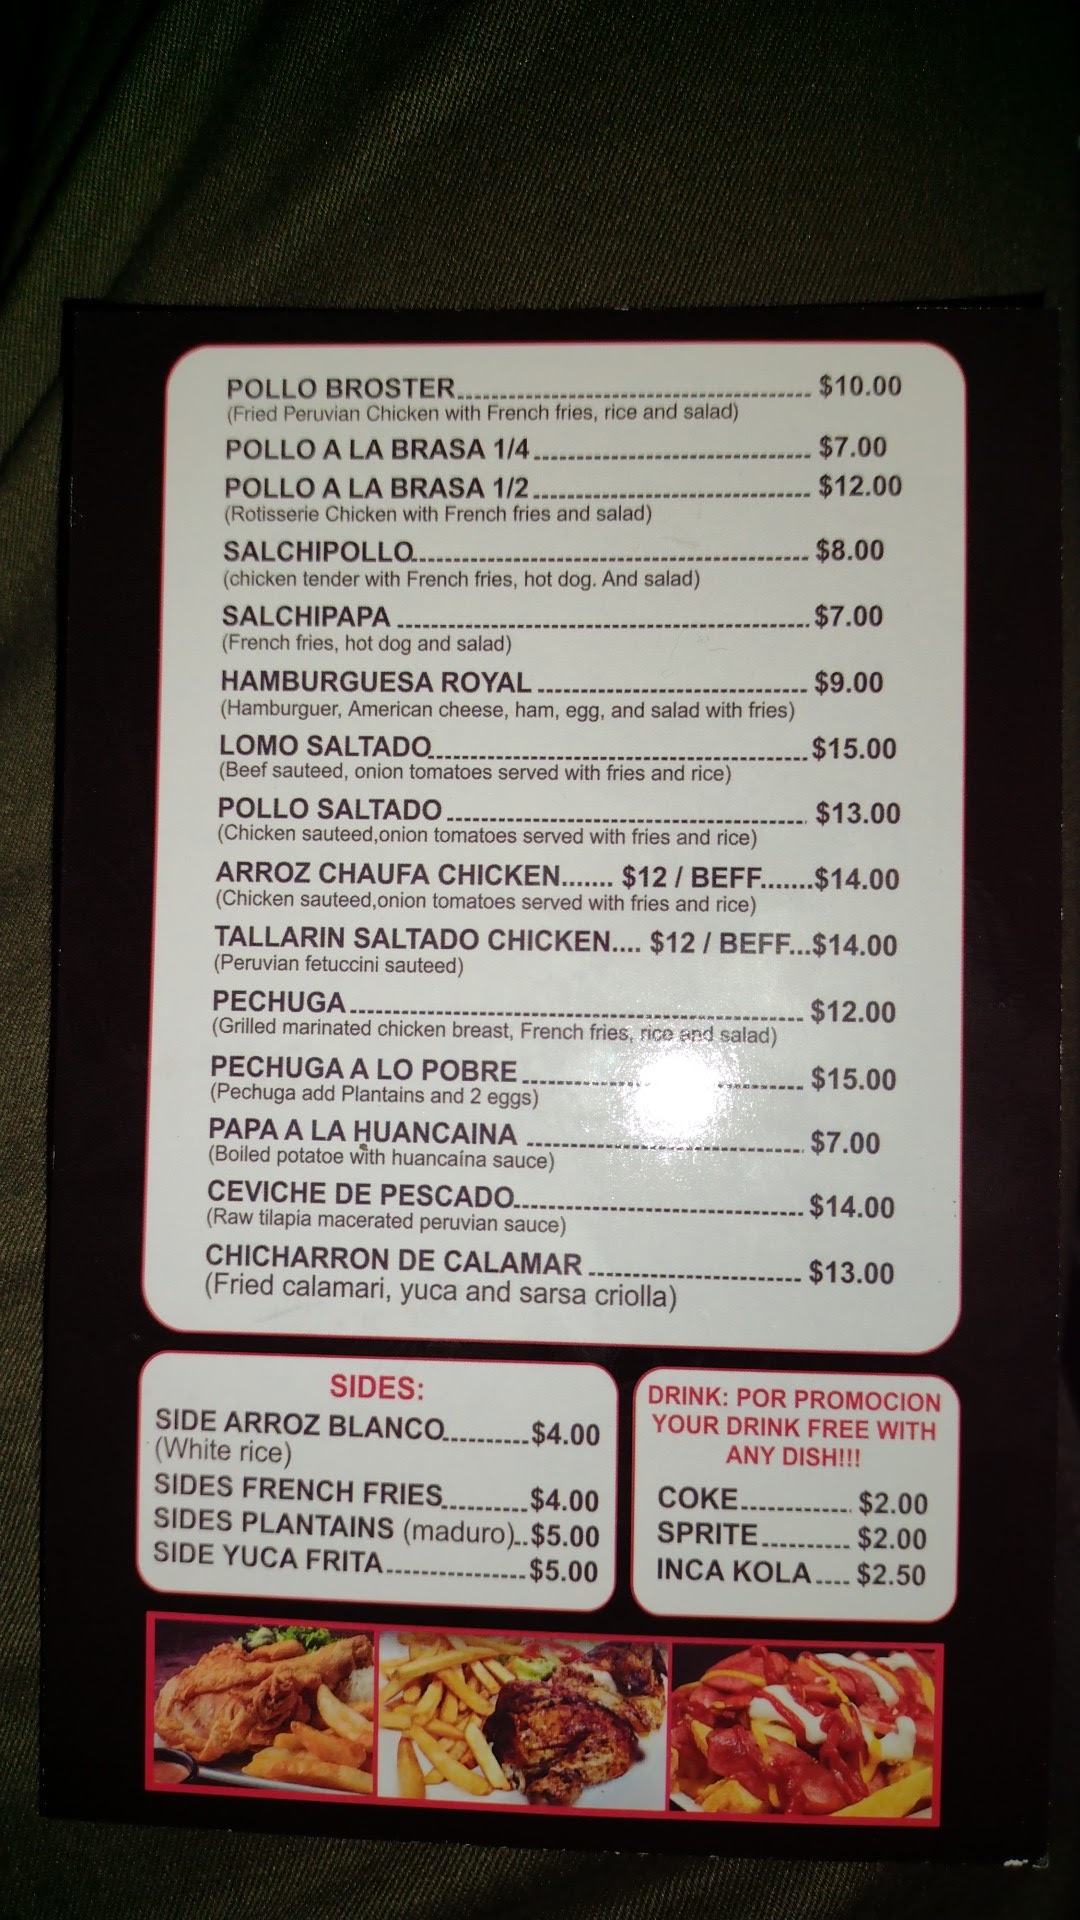 POLLO BROSTER........................................ $10.00
(Fried Peruvian Chicken with French fries, rice and salad)
POLLO A LA BRASA 1/4........................................ $7.00
POLLO A LA BRASA 1/2........................................ $12.00
(Rotisserie Chicken with French fries and salad)
SALCHIPOLLO........................................ $8.00
(chicken tender with French fries, hot dog. And salad)
SALCHIPAPA ........................................ $7.00
(French fries, hot dog and salad)
HAMBURGUESA ROYAL ........................................ $9.00
(Hamburguer, American cheese, ham, egg, and salad with fries)
LOMO SALTADO........................................ $15.00
(Beef sauteed, onion tomatoes served with fries and rice)
POLLO SALTADO ........................................ $13.00
(Chicken sauteed,onion tomatoes served with fries and rice)
ARROZ CHAUFA CHICKEN....... $12 / BEFF.......$14.00
(Chicken sauteed,onion tomatoes served with fries and rice)
TALLARIN SALTADO CHICKEN.... $12 / BEFF...$14.00
(Peruvian fetuccini sauteed)
PECHUGA ........................................ $12.00
(Grilled marinated chicken breast, French fries, rice and salad)
PECHUGA A LO POBRE ........................................ $15.00
(Pechuga add Plantains and 2 eggs)
PAPA A LA HUANCAINA ........................................ $7.00
(Boiled potatoe with huancaína sauce)
CEVICHE DE PESCADO........................................ $14.00
(Raw tilapia macerated peruvian sauce)
CHICHARRON DE CALAMAR ........................................ $13.00
(Fried calamari, yuca and sarsa criolla)
SIDES:
SIDE ARROZ BLANCO..........$4.00
(White rice)
SIDES FRENCH FRIES..........$4.00
SIDES PLANTAINS (maduro)..$5.00
SIDE YUCA FRITA.................$5.00
DRINK: POR PROMOCION
YOUR DRINK FREE WITH
ANY DISH!!!
COKE............. $2.00
SPRITE.......... $2.00
INCA KOLA.... $2.50